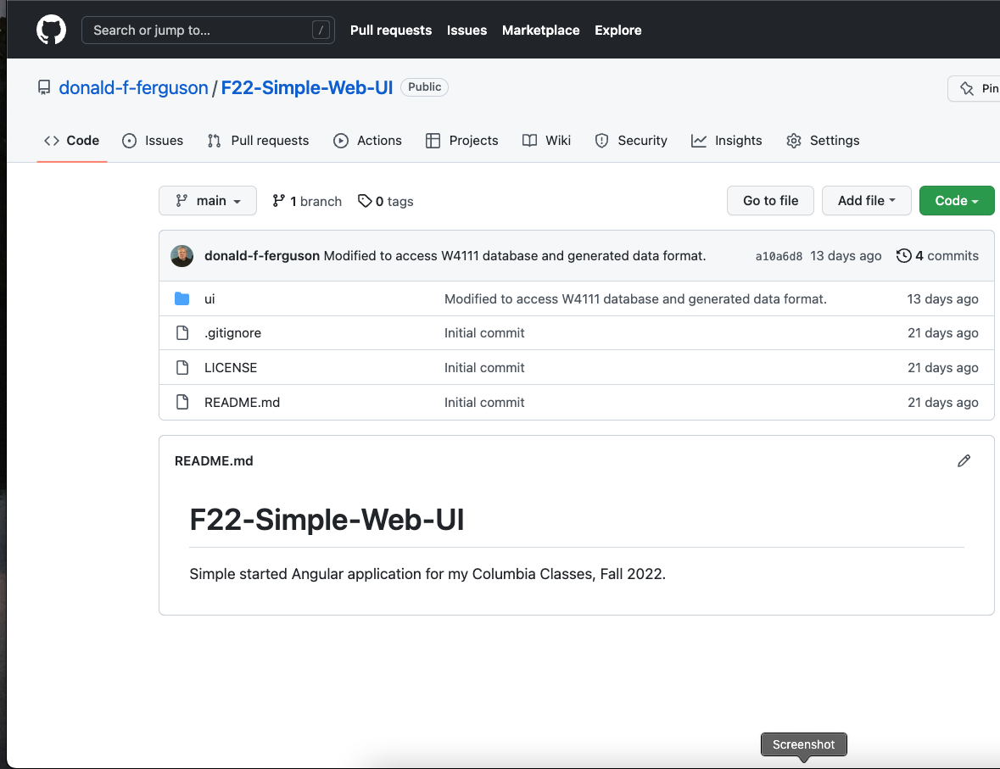 Search or jump to... /
Pull requests Issues Marketplace Explore
donald-f-ferguson / F22-Simple-Web-UI Public
Pin
Code Issues Pull requests Actions Projects Wiki Security Insights Settings
main 1 branch 0 tags Go to file Add file Code
donald-f-ferguson Modified to access W4111 database and generated data format. a10a6d8 13 days ago 4 commits
ui Modified to access W4111 database and generated data format. 13 days ago
.gitignore Initial commit 21 days ago
LICENSE Initial commit 21 days ago
README.md Initial commit 21 days ago
README.md
F22-Simple-Web-UI
Simple started Angular application for my Columbia Classes, Fall 2022.
Screenshot